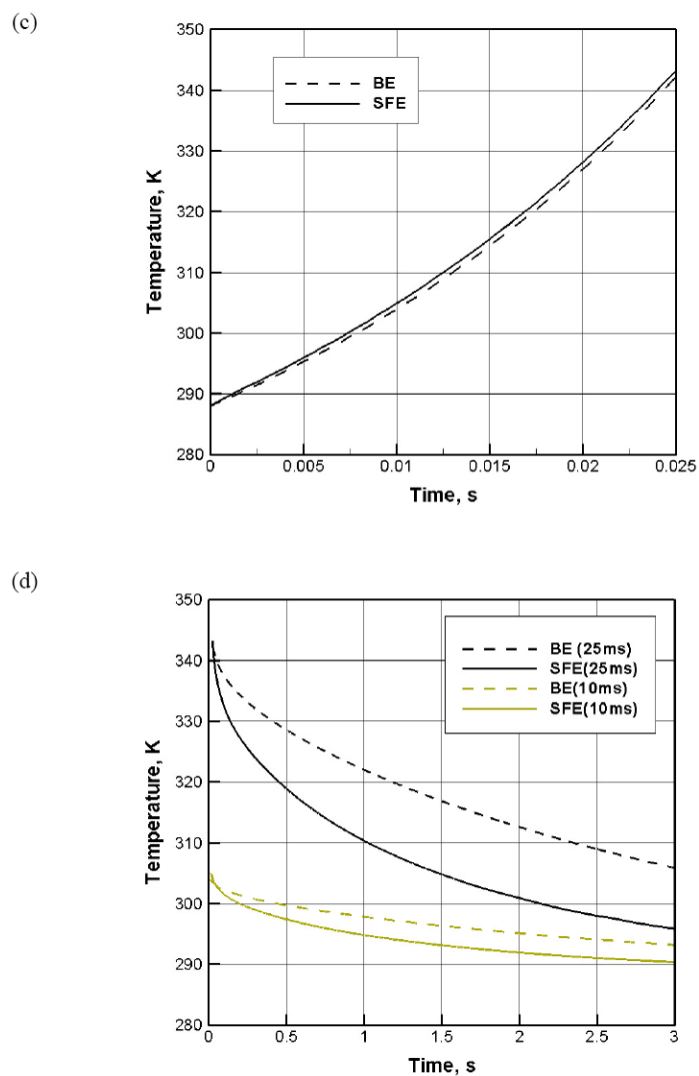 (c)
350
340
330
320
310
300
290
280
Temperature, K
BE
SFE
0
0.005
0.01
0.015
0.02
0.025
Time, s
(d)
350
340
330
320
310
300
290
280
Temperature, K
BE (25ms)
SFE(25ms)
BE(10ms)
SFE(10ms)
0
0.5
1
1.5
2
2.5
3
Time, s